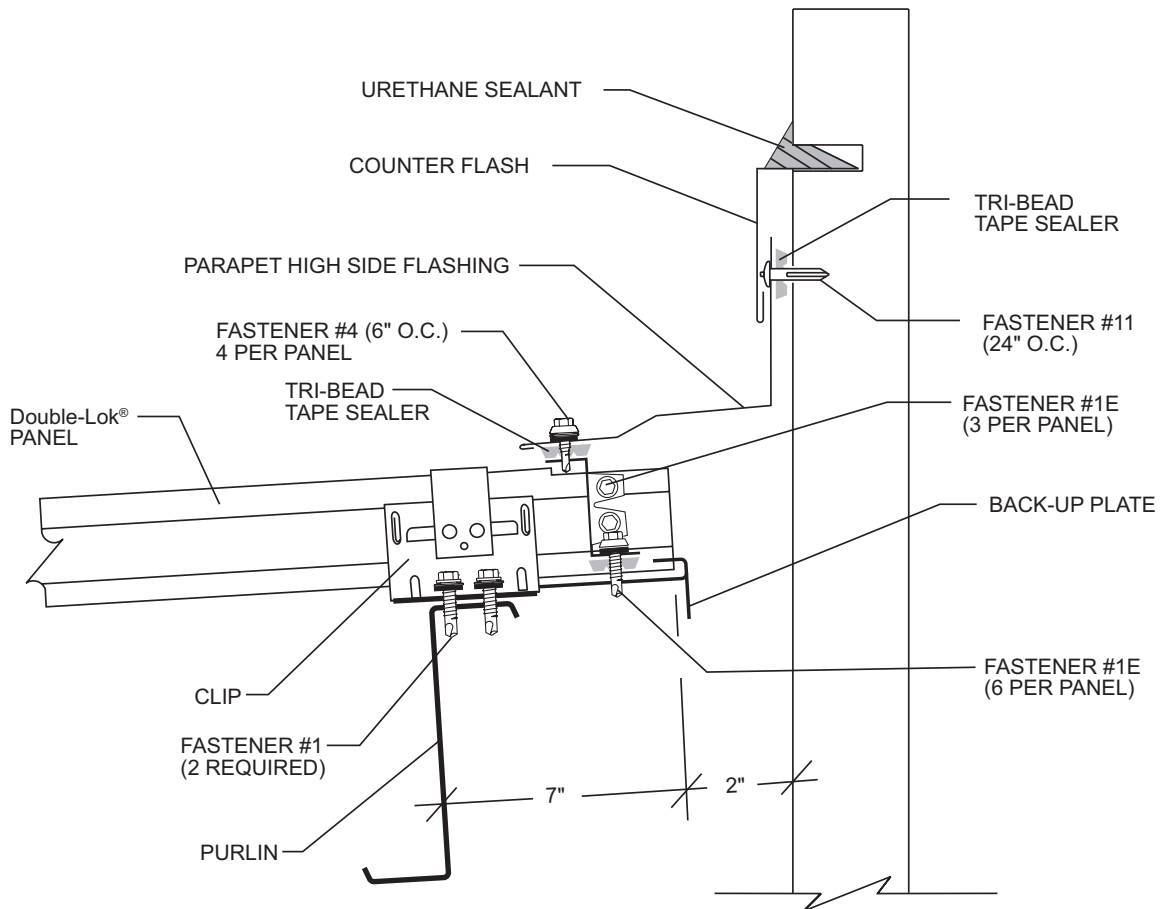 URETHANE SEALANT
COUNTER FLASH
TRI-BEAD
TAPE SEALER
PARAPET HIGH SIDE FLASHING
FASTENER #4 (6" O.C.)
4 PER PANEL
FASTENER #11
(24" O.C.)
TRI-BEAD
TAPE SEALER
Double-Lok®
PANEL
FASTENER #1E
(3 PER PANEL)
BACK-UP PLATE
CLIP
FASTENER #1E
(6 PER PANEL)
FASTENER #1
(2 REQUIRED)
7"
2"
PURLIN